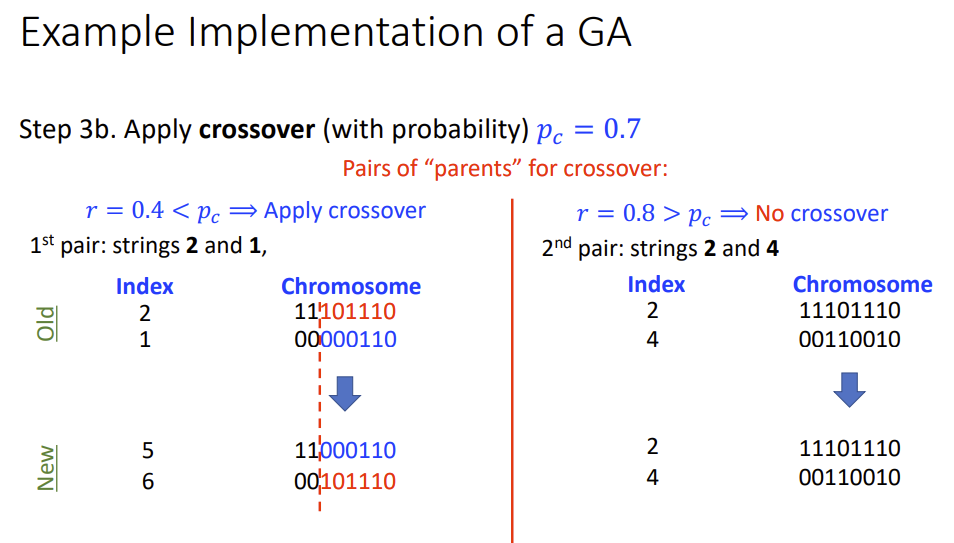 Example Implementation of a GA
Step 3b. Apply crossover (with probability) p_c = 0.7
Pairs of “parents” for crossover:
r = 0.4 < p_c ⟹ Apply crossover
1st pair: strings 2 and 1,
Index Chromosome
Old
2 11101110
1 00000110
New
5 11000110
6 00101110
r = 0.8 > p_c ⟹ No crossover
2nd pair: strings 2 and 4
Index Chromosome
2 11101110
4 00110010
2 11101110
4 00110010